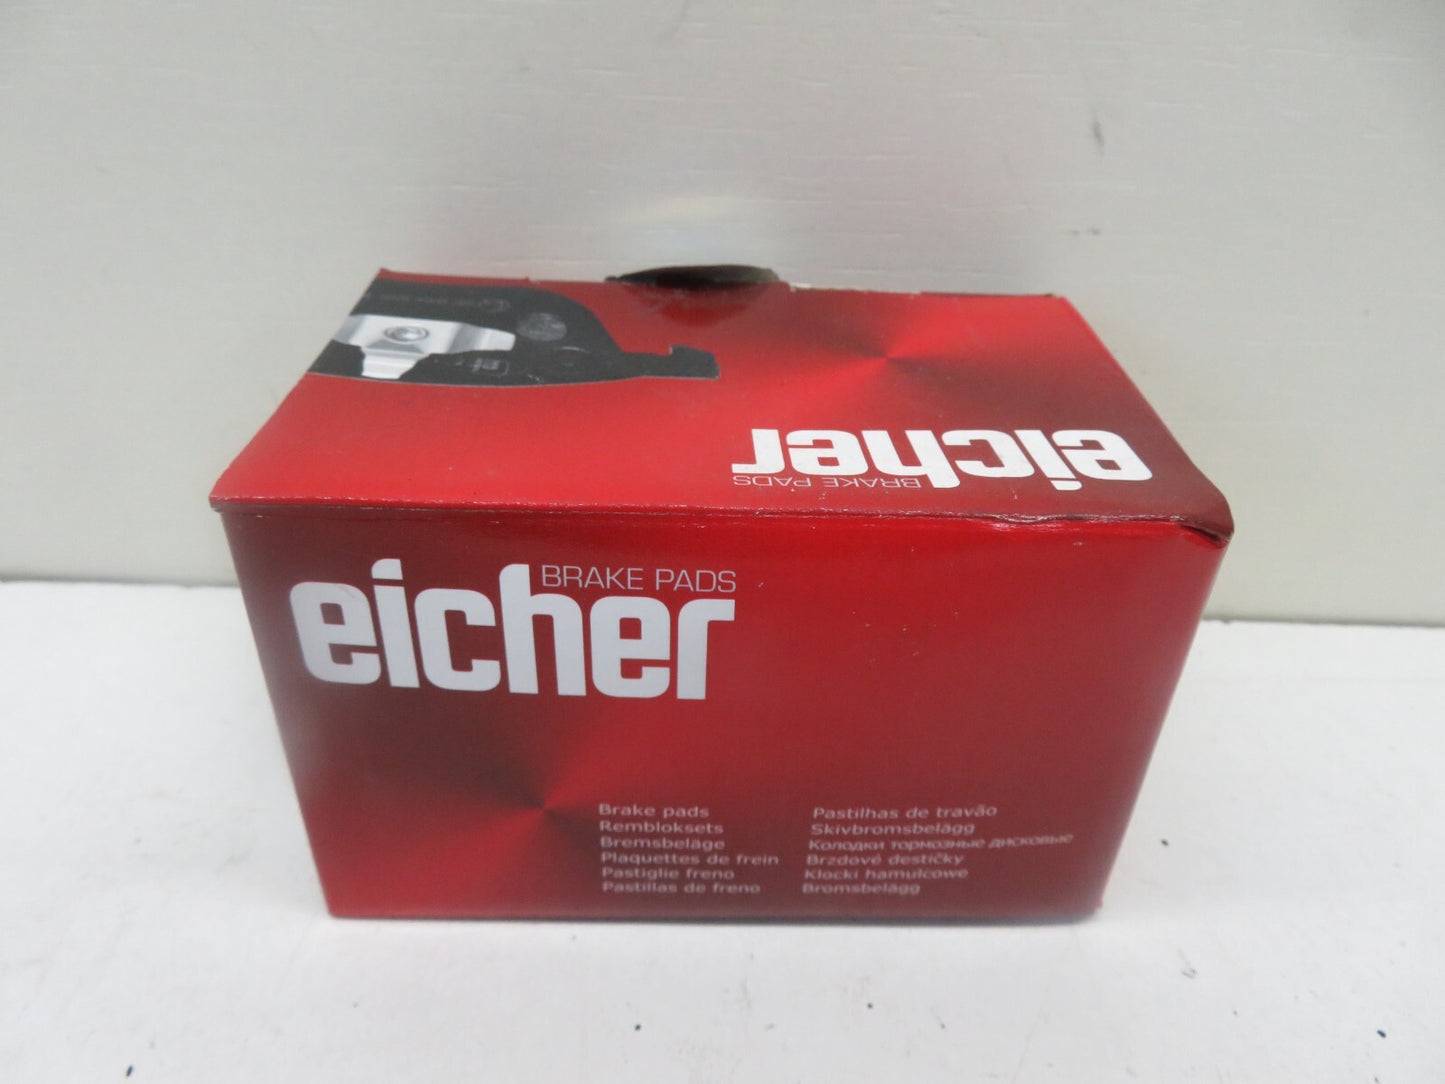 eicher
BRAKE PADS
BRAKE PADS
eicher
Brake pads
Rembloksets
Bremsbeläge
Plaquettes de frein
Pastiglie freno
Pastillas de freno
Pastilhas de travão
Skivbromsbelägg
Колодки тормозные дисковые
Brzdové destičky
Klocki hamulcowe
Bromsbelägg